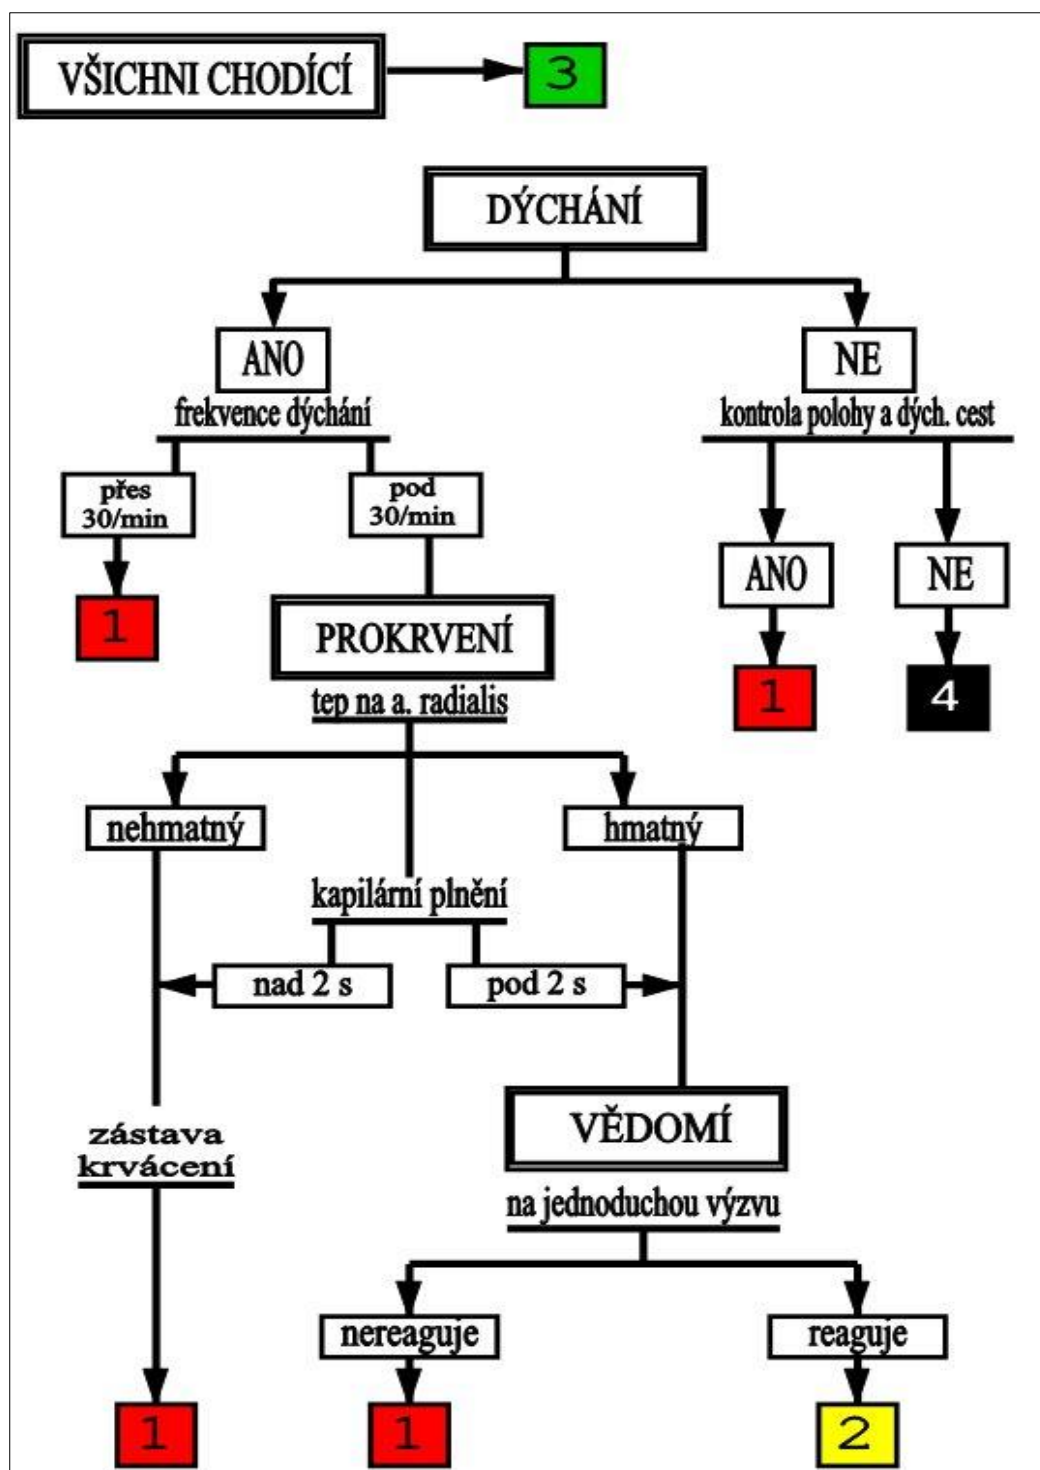 VŠICHNI CHODÍCÍ
3
DÝCHÁNÍ
ANO
NE
frekvence dýchání
kontrola polohy a dých. cest
přes
30/min
pod
30/min
ANO
NE
1
PROKRVENÍ
1
4
tep na a. radialis
nehmatný
hmatný
kapilární plnění
nad 2 s
pod 2 s
zástava
krvácení
VĚDOMÍ
na jednoduchou výzvu
nereaguje
reaguje
1
1
2